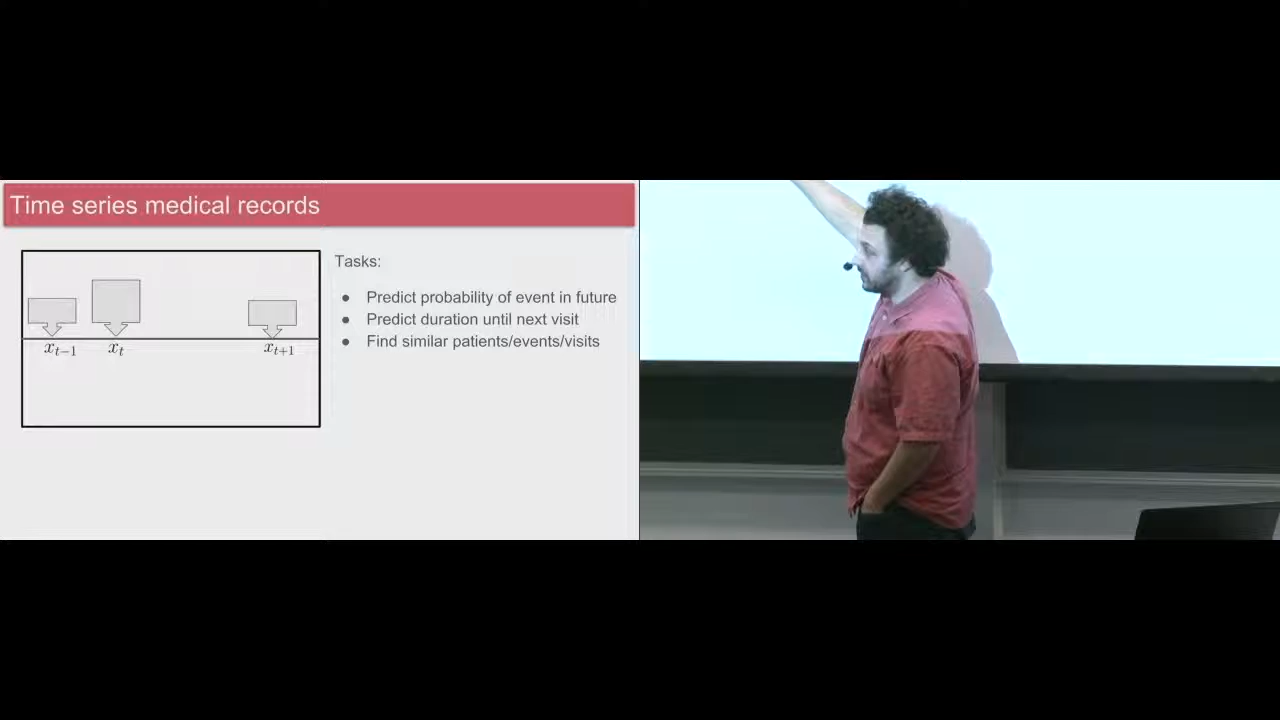 Time series medical records
Tasks:
● Predict probability of event in future
● Predict duration until next visit
● Find similar patients/events/visits
x_{t−1} x_t x_{t+1}